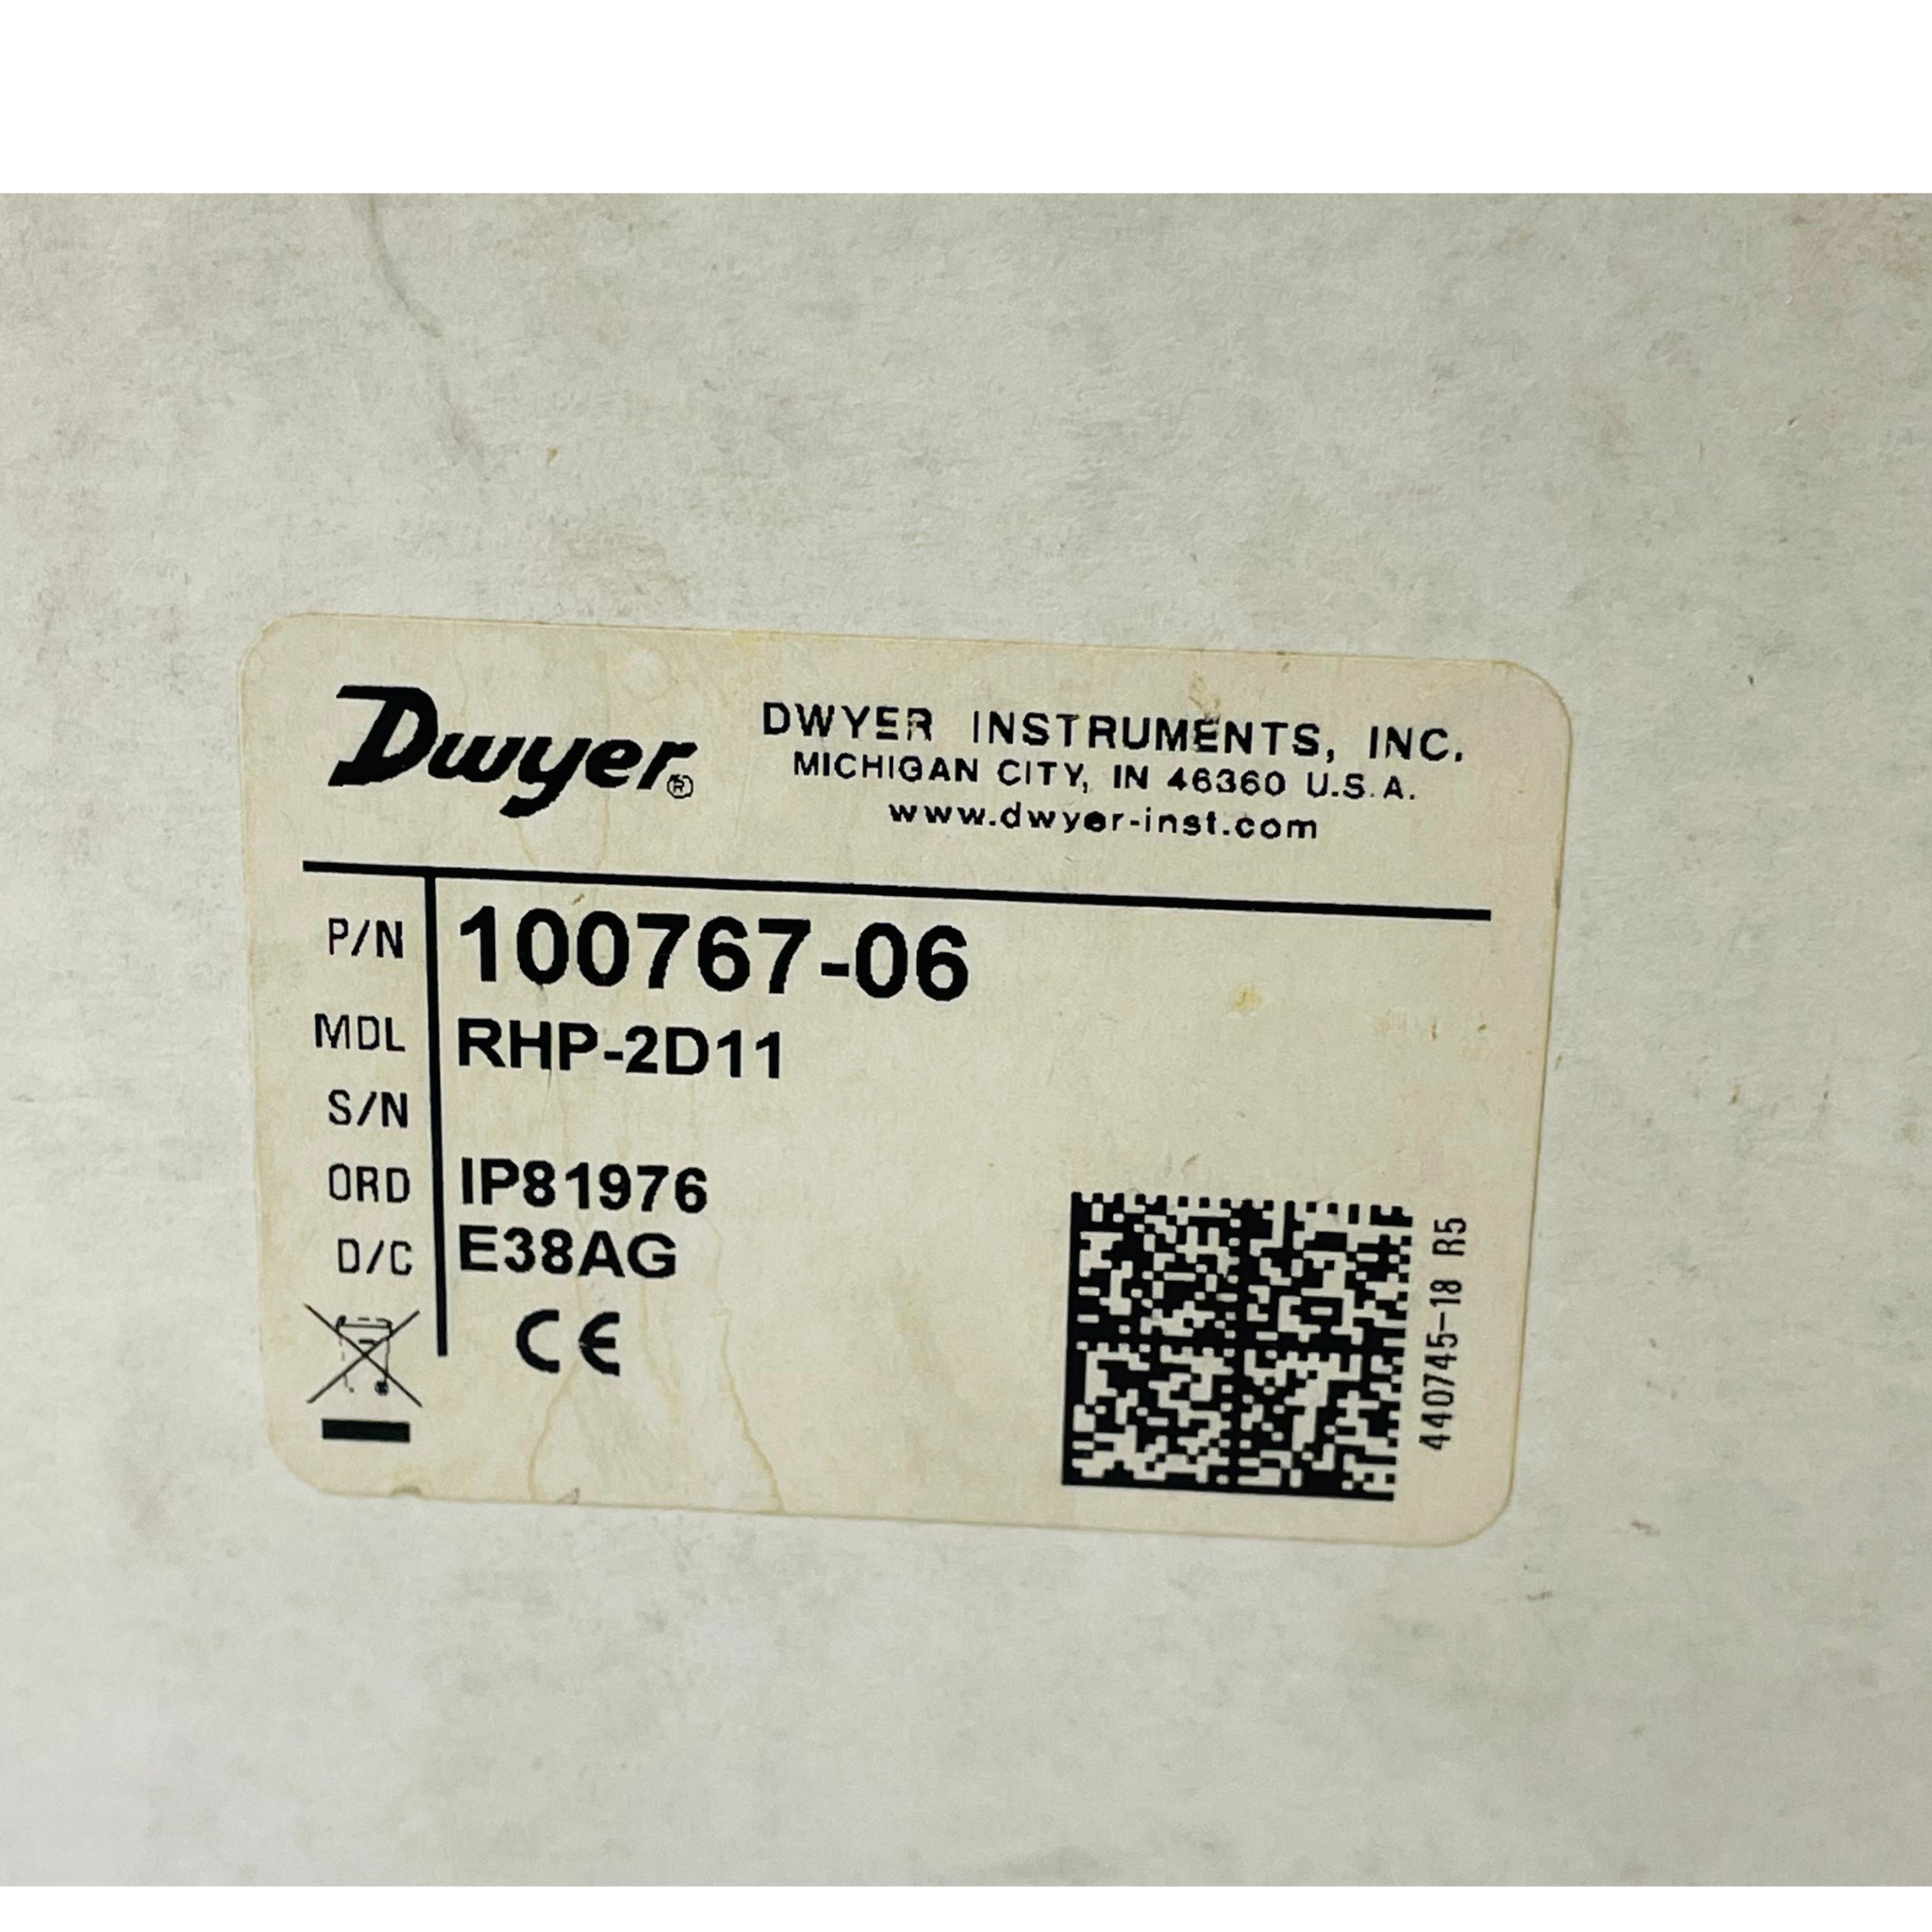 Dwyer®
DWYER INSTRUMENTS, INC.
MICHIGAN CITY, IN 46360 U.S.A.
www.dwyer-inst.com
P/N 100767-06
MDL RHP-2D11
S/N
ORD IP81976
D/C E38AG
CE
440745-18 R5